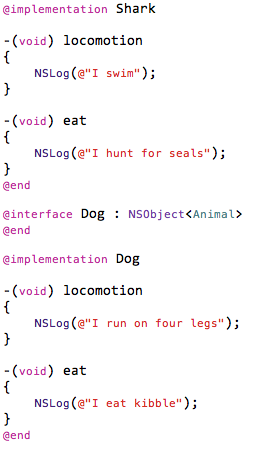 @implementation Shark
-(void) locomotion
{
NSLog(@"I swim");
}
-(void) eat
{
NSLog(@"I hunt for seals");
}
@end
@interface Dog : NSObject<Animal>
@end
@implementation Dog
-(void) locomotion
{
NSLog(@"I run on four legs");
}
-(void) eat
{
NSLog(@"I eat kibble");
}
@end